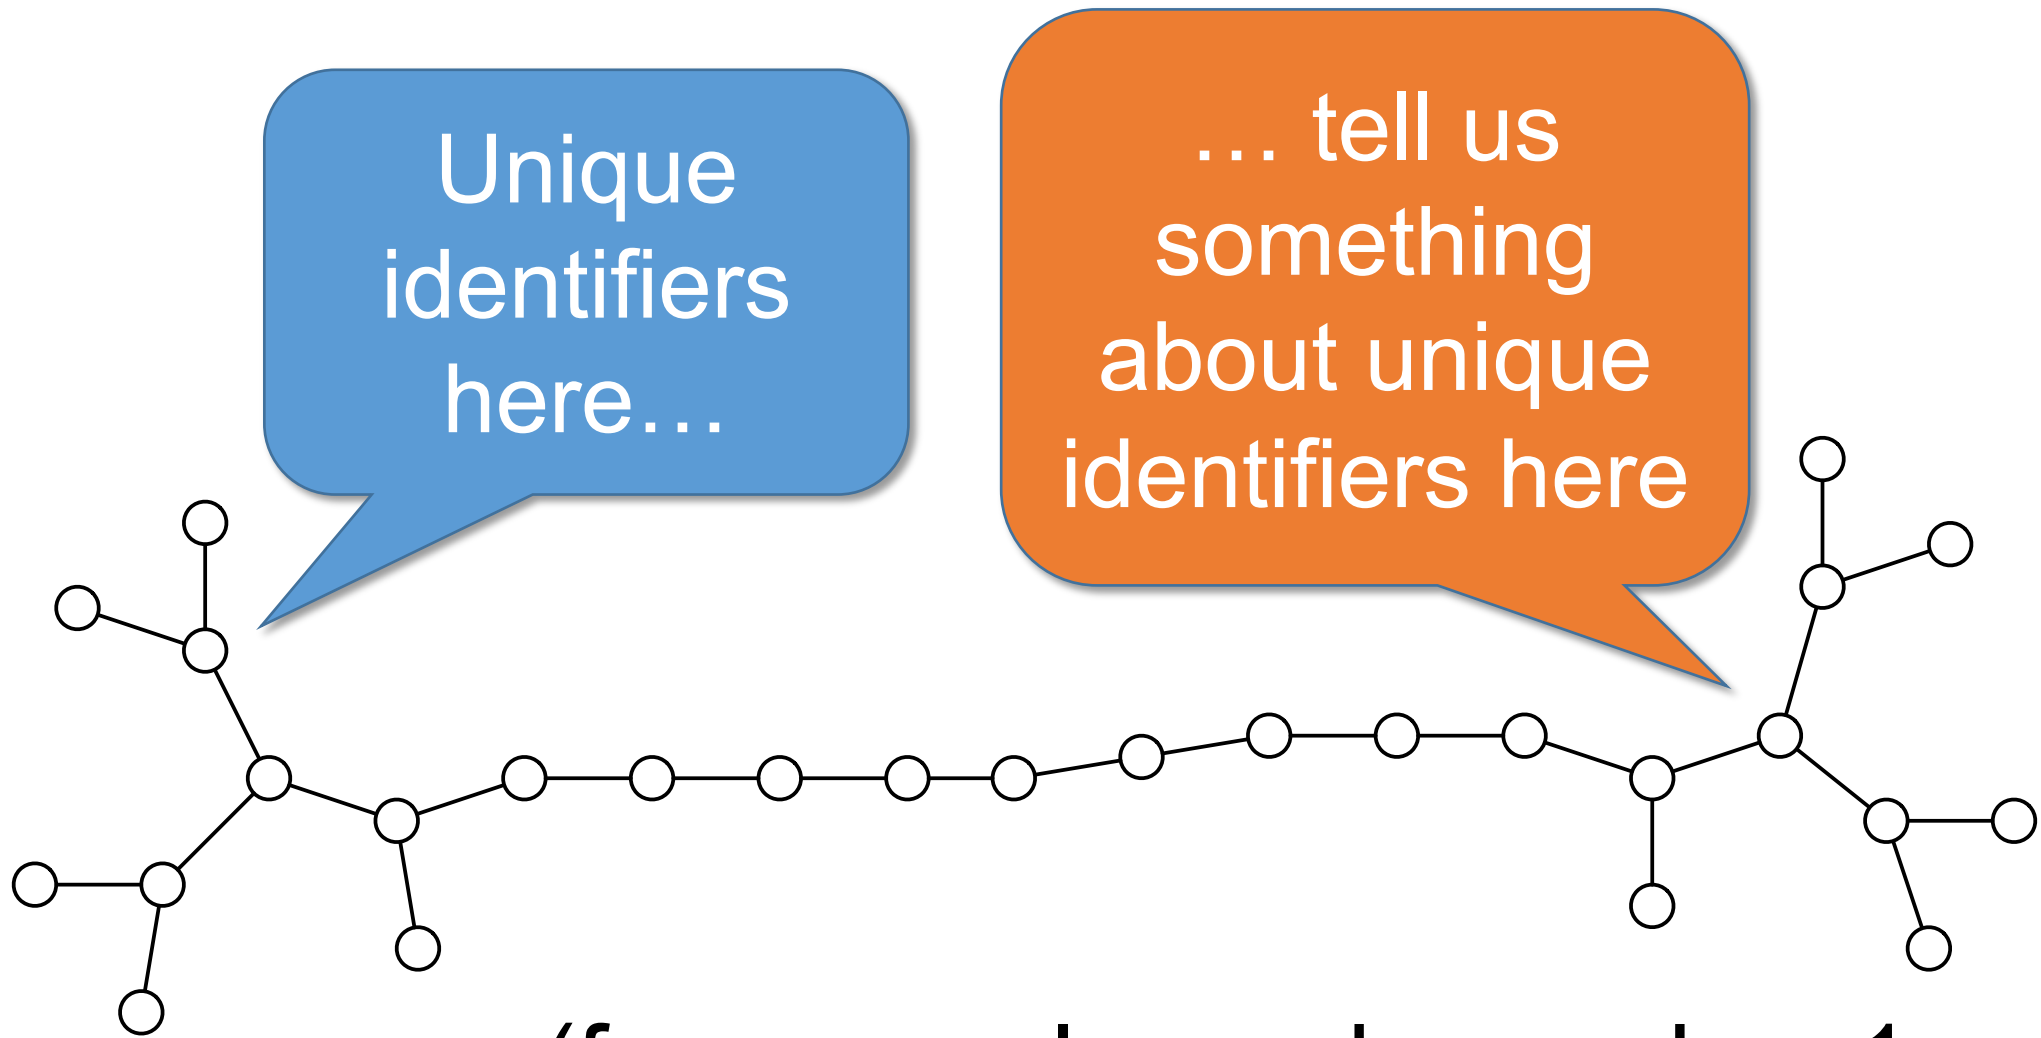 Unique
identifiers
here…
… tell us
something
about unique
identifiers here